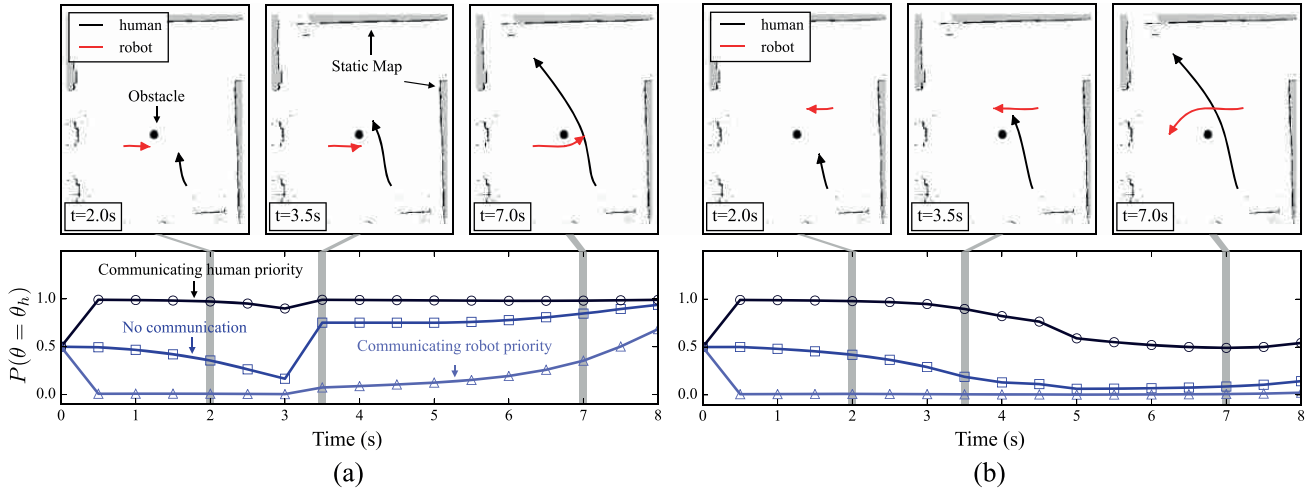 human
robot
Obstacle
t=2.0s
Static Map
t=3.5s
t=7.0s
human
robot
t=2.0s
t=3.5s
t=7.0s
P(θ = θh)
1.0
0.5
0.0
Communicating human priority
No communication
Communicating robot priority
0 1 2 3 4 5 6 7 8
Time (s)
(a)
1.0
0.5
0.0
0 1 2 3 4 5 6 7 8
Time (s)
(b)